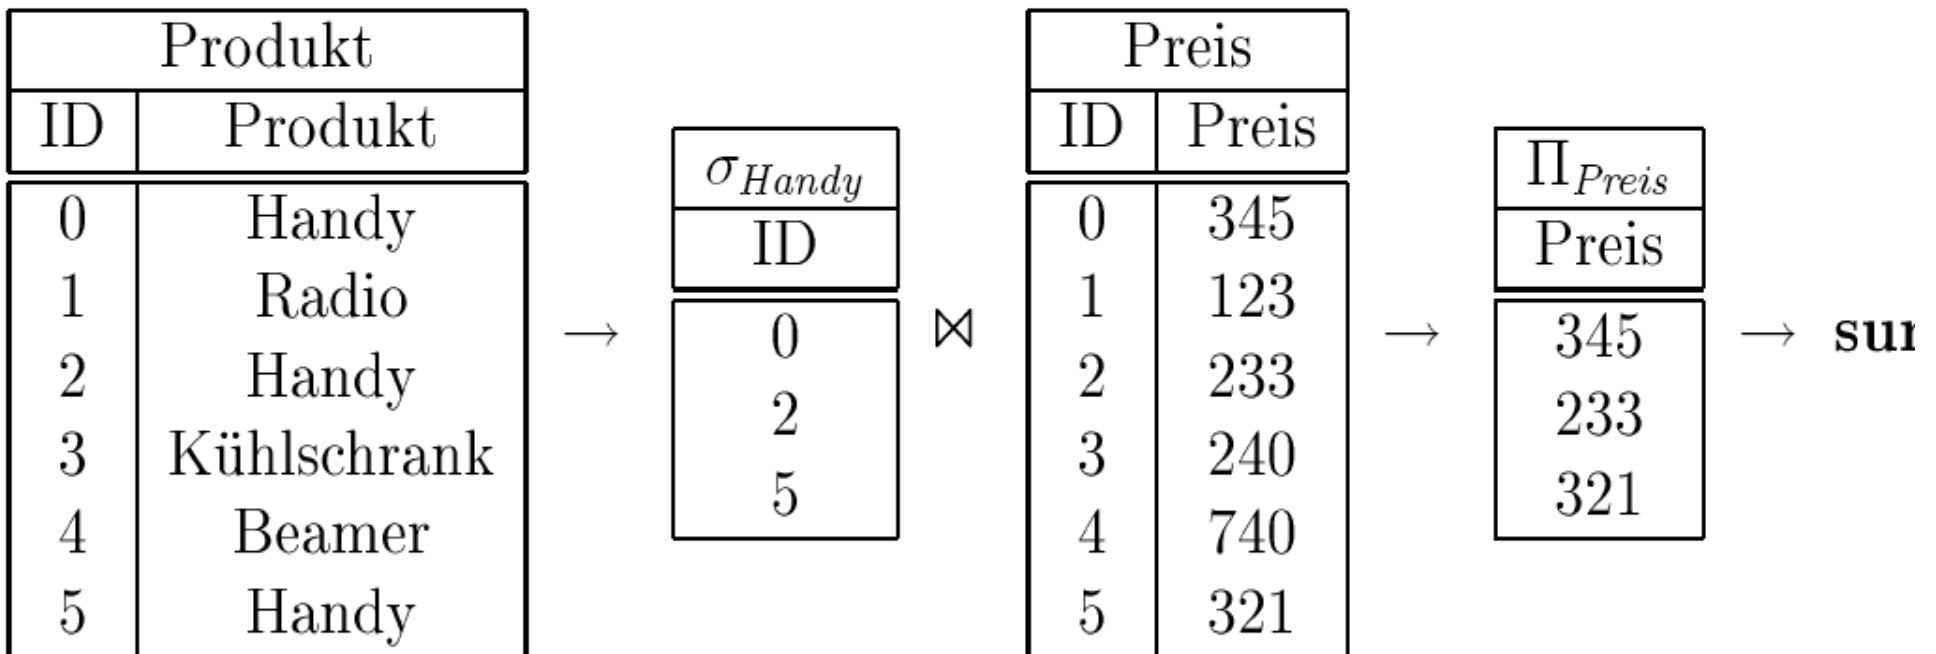 Produkt
ID Produkt
0 Handy
1 Radio
2 Handy
3 Kühlschrank
4 Beamer
5 Handy
→
σHandy
ID
0
2
5
⋈
Preis
ID Preis
0 345
1 123
2 233
3 240
4 740
5 321
→
ΠPreis
Preis
345
233
321
→